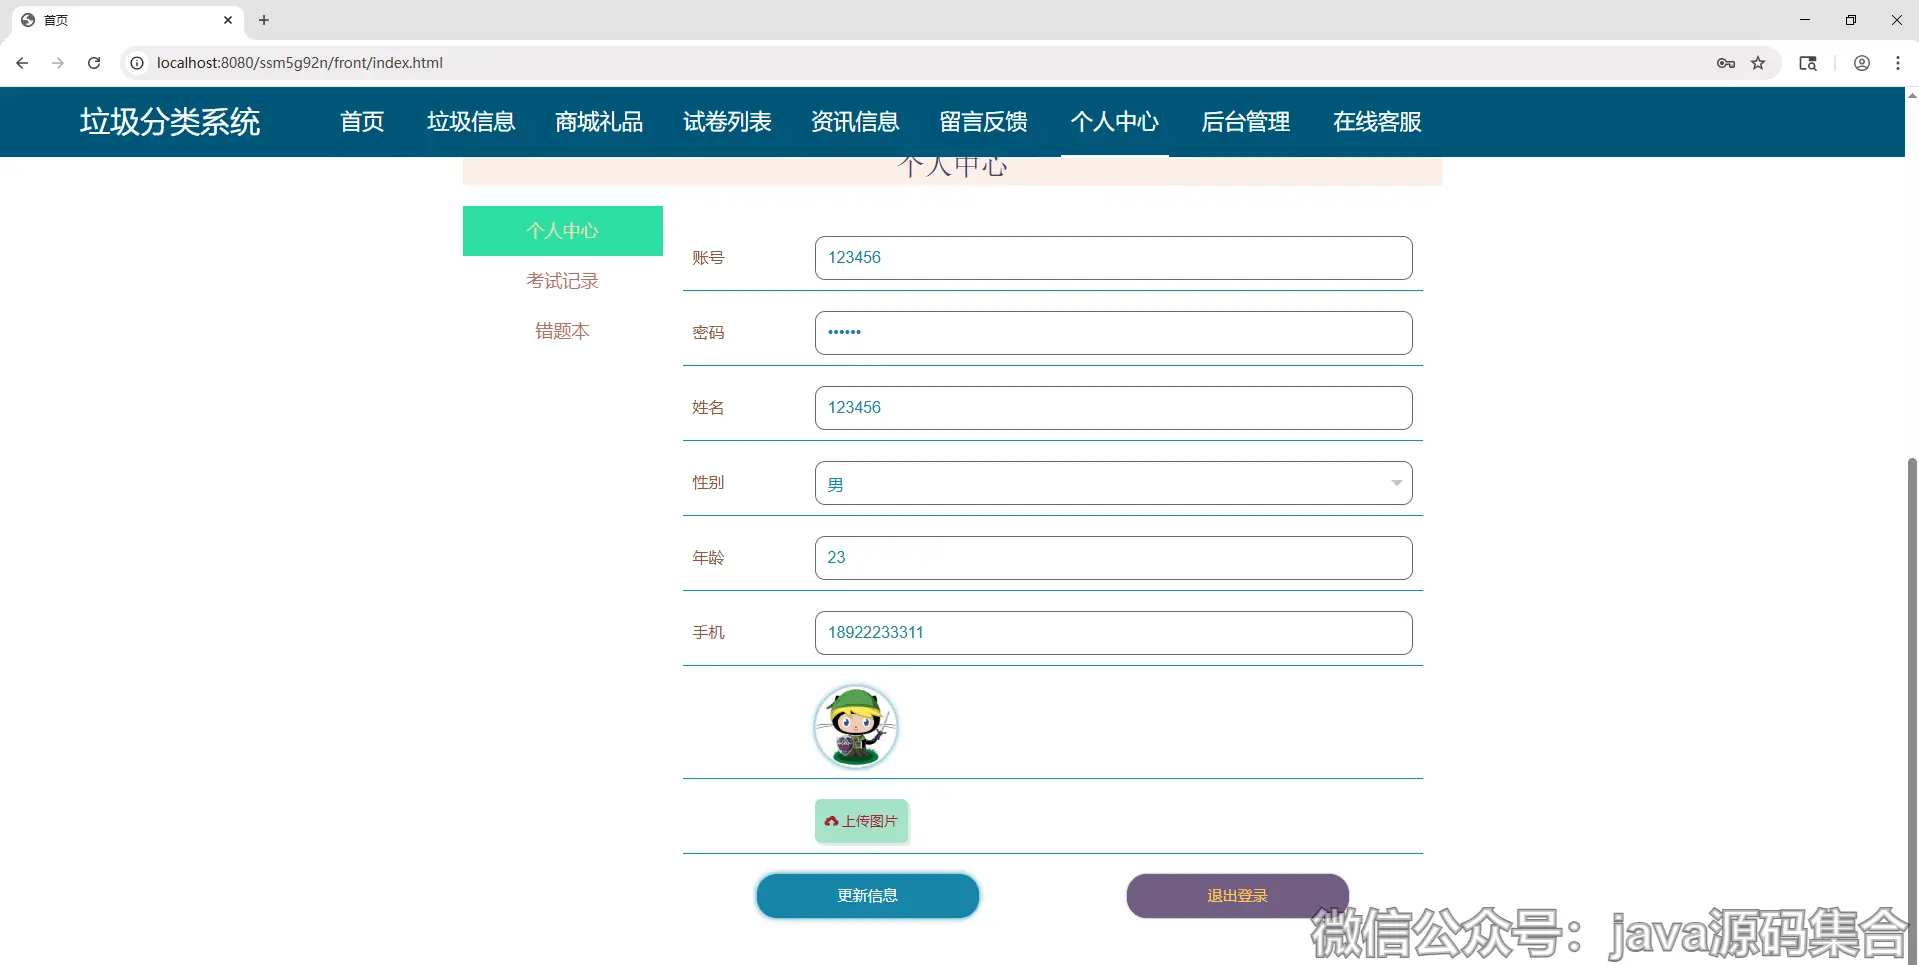 首页
localhost:8080/ssm5g92n/front/index.html
垃圾分类系统 首页 垃圾信息 商城礼品 试卷列表 资讯信息 留言反馈 个人中心 后台管理 在线客服
个人中心
个人中心
考试记录
错题本
账号 123456
密码 ••••••
姓名 123456
性别 男
年龄 23
手机 18922233311
上传图片
更新信息 退出登录
微信公众号：java源码集合